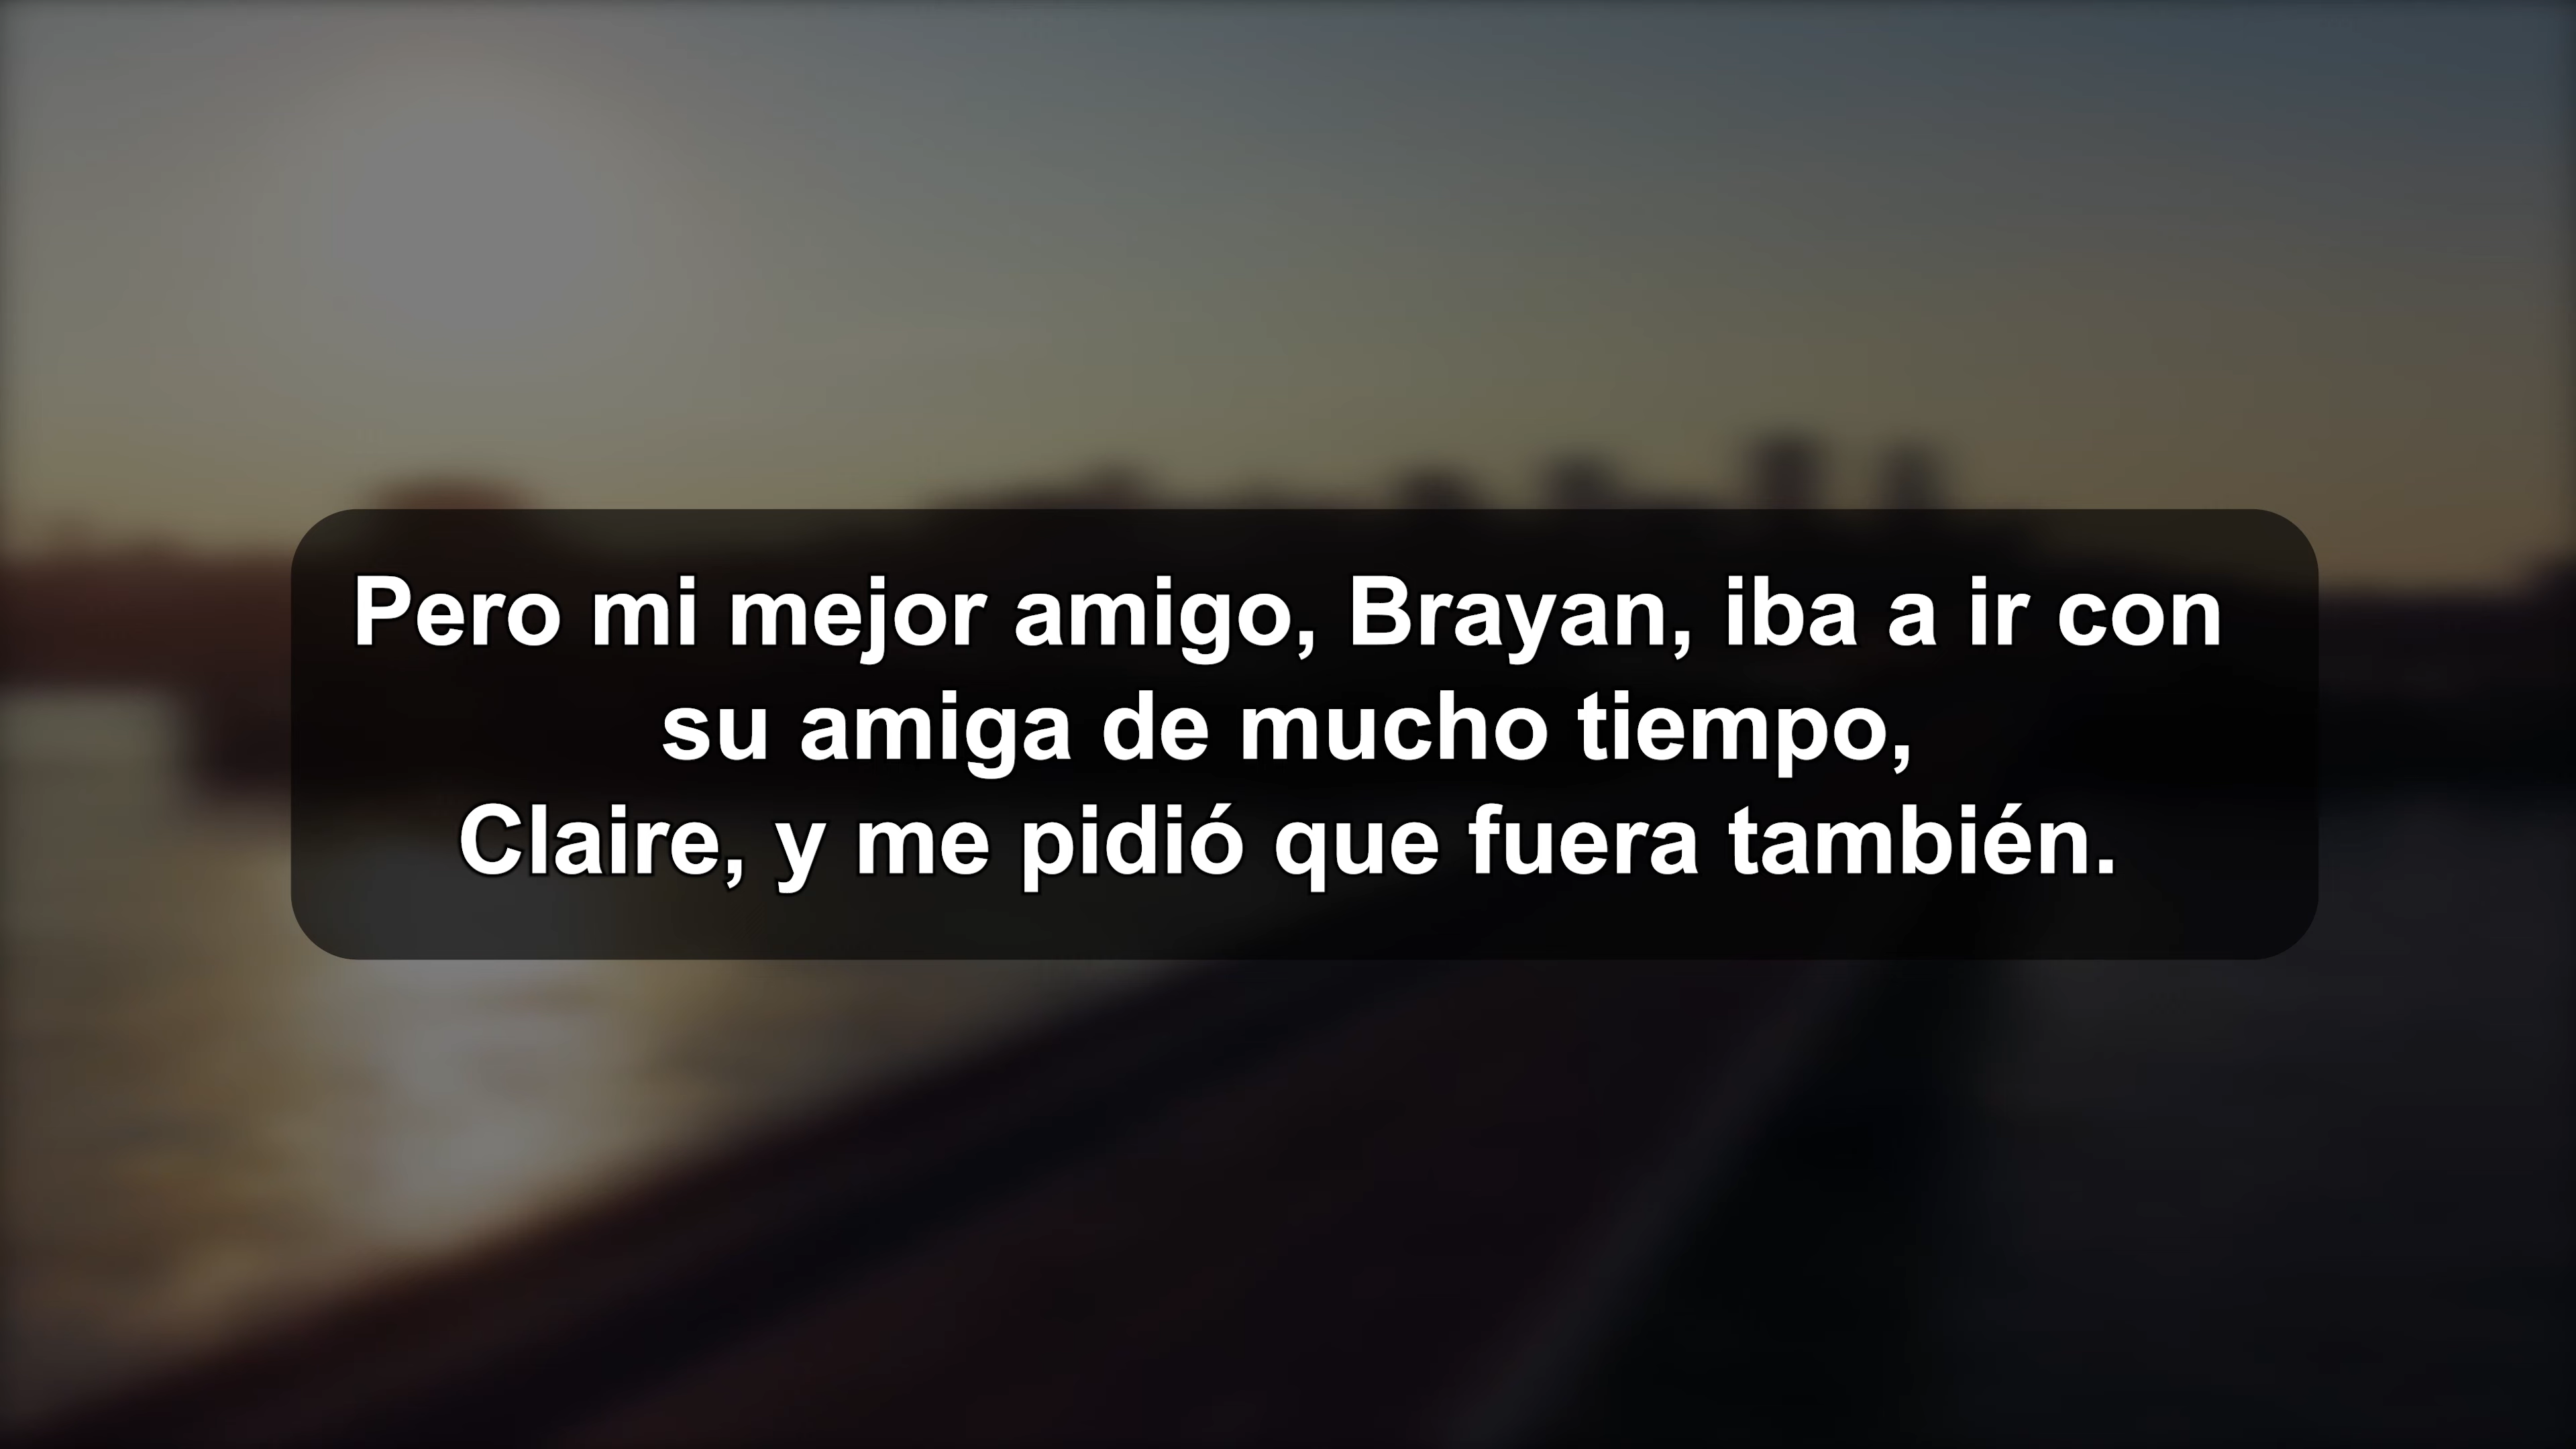 Pero mi mejor amigo, Brayan, iba a ir con
su amiga de mucho tiempo,
Claire, y me pidió que fuera también.